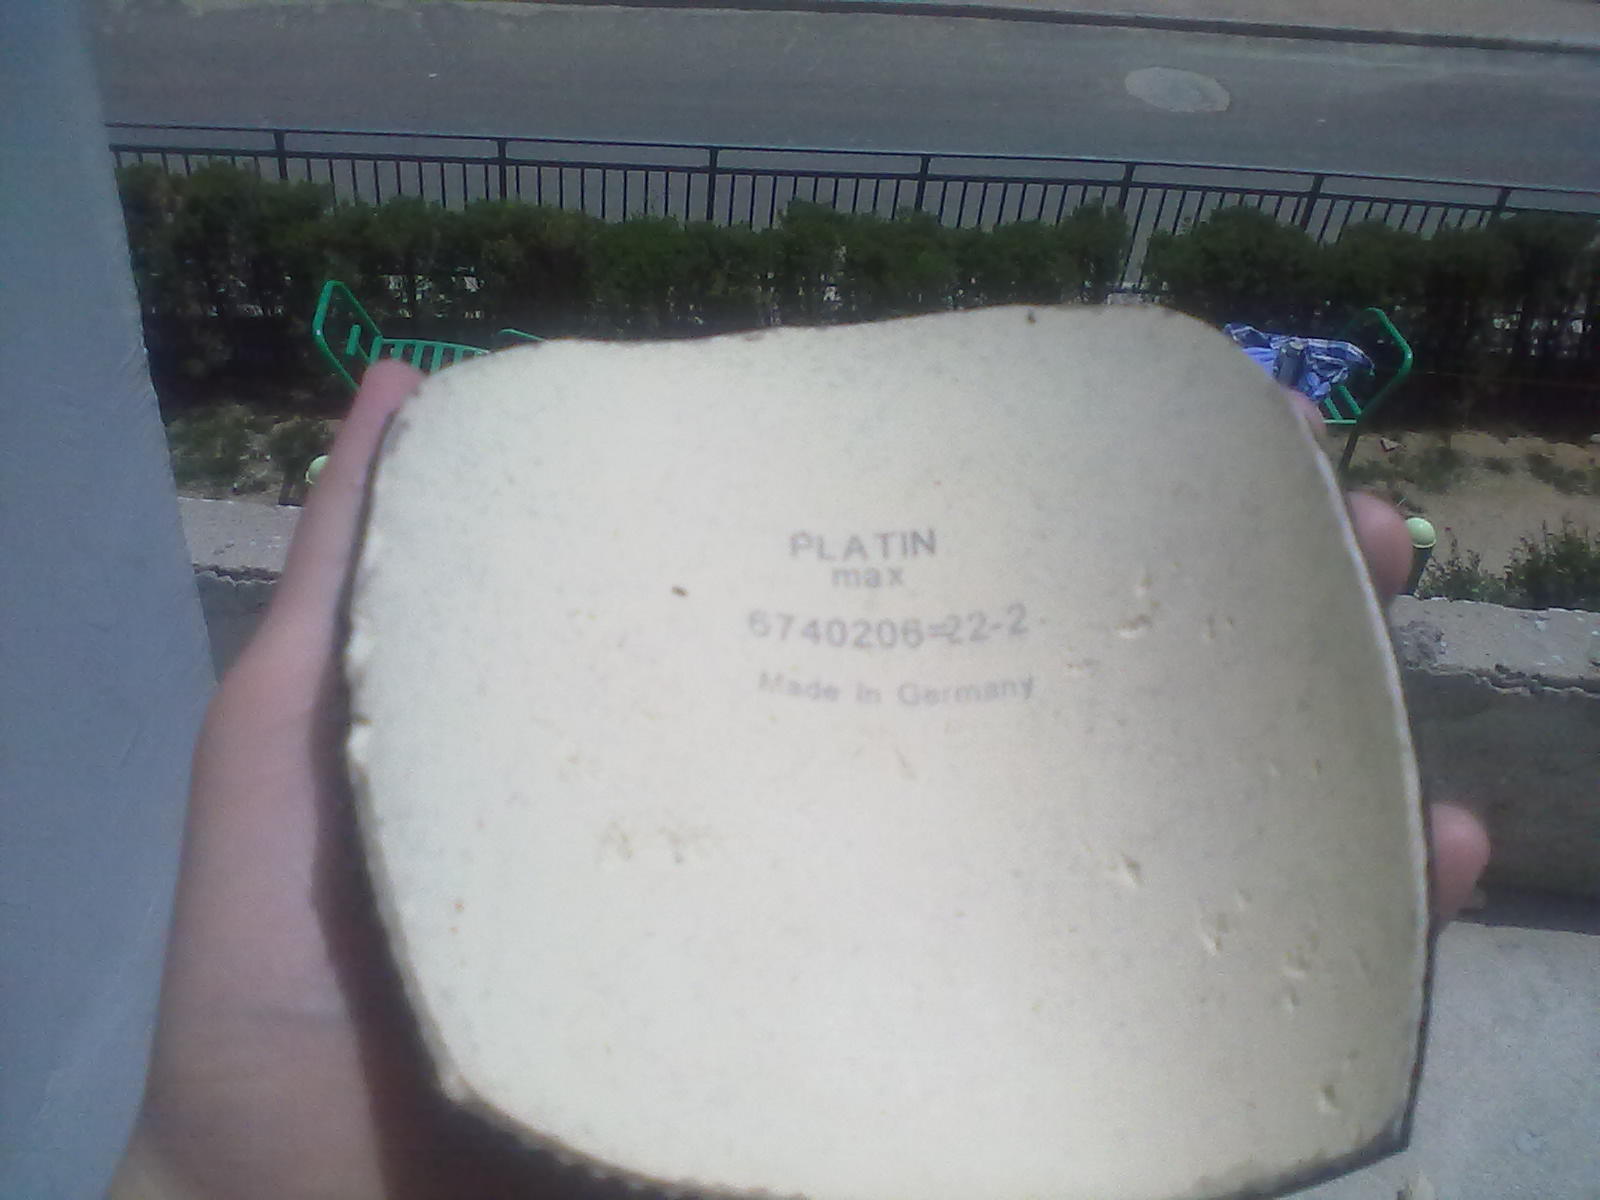 PLATIN
max
6740206=22-2
Made in Germany